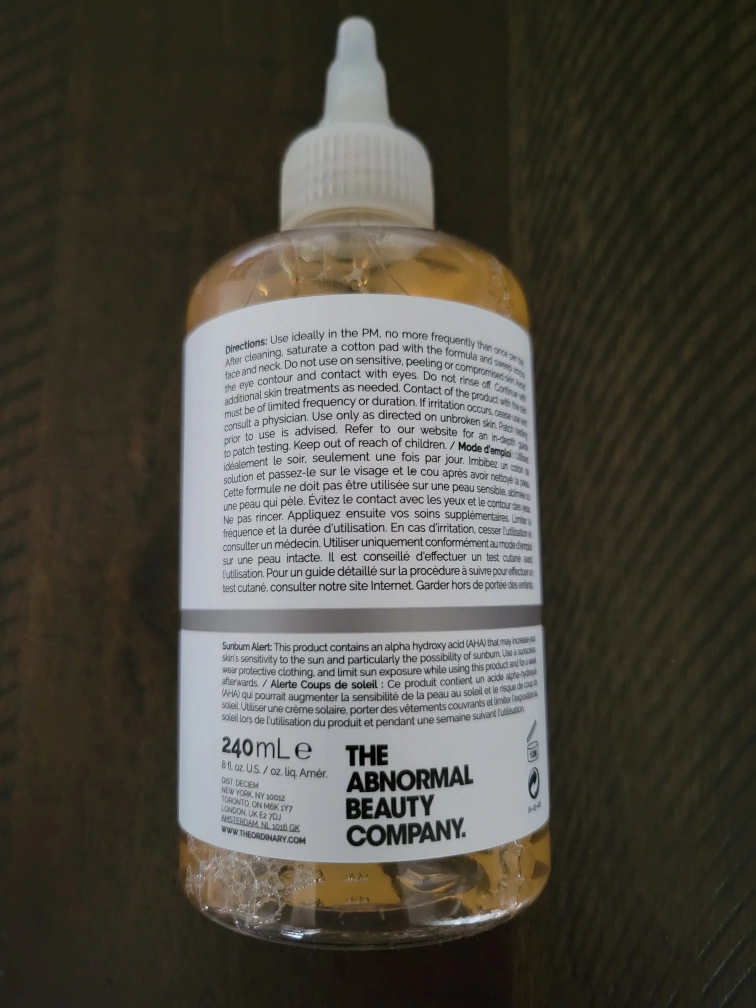 Directions: Use ideally in the PM, no more frequently than once per day.
After cleaning, saturate a cotton pad with the formula and sweep across
face and neck. Do not use on sensitive, peeling or compromised skin. Avoid
the eye contour and contact with eyes. Do not rinse off. Continue with
additional skin treatments as needed. Contact of the product with the skin
must be of limited frequency or duration. If irritation occurs, cease use and
consult a physician. Use only as directed on unbroken skin. Patch testing
prior to use is advised. Refer to our website for an in-depth guide
to patch testing. Keep out of reach of children. / Mode d'emploi : Utiliser
idéalement le soir, seulement une fois par jour. Imbibez un coton de
solution et passez-le sur le visage et le cou après avoir nettoyé la peau.
Cette formule ne doit pas être utilisée sur une peau sensible, abîmée ou
une peau qui pèle. Évitez le contact avec les yeux et le contour des yeux.
Ne pas rincer. Appliquez ensuite vos soins supplémentaires. Limiter la
fréquence et la durée d'utilisation. En cas d'irritation, cesser l'utilisation et
consulter un médecin. Utiliser uniquement conformément au mode d'emploi
sur une peau intacte. Il est conseillé d'effectuer un test cutané avant
l'utilisation. Pour un guide détaillé sur la procédure à suivre pour effectuer un
test cutané, consulter notre site Internet. Garder hors de portée des enfants.
Sunburn Alert: This product contains an alpha hydroxy acid (AHA) that may increase your
skin's sensitivity to the sun and particularly the possibility of sunburn. Use a sunscreen,
wear protective clothing, and limit sun exposure while using this product and for a week
afterwards. / Alerte Coups de soleil : Ce produit contient un acide alpha-hydroxylé
(AHA) qui pourrait augmenter la sensibilité de la peau au soleil et le risque de coup de
soleil. Utiliser une crème solaire, porter des vêtements couvrants et limiter l'exposition au
soleil lors de l'utilisation du produit et pendant une semaine suivant l'utilisation.
240 mL e
8 fl. oz. U.S. / oz. liq. Amér.
DIST. DECIEM
NEW YORK, NY 10012
TORONTO, ON M6K 1Y7
LONDON, UK E2 7DJ
AMSTERDAM, NL 1016 GK
WWW.THEORDINARY.COM
THE
ABNORMAL
BEAUTY
COMPANY.
12M